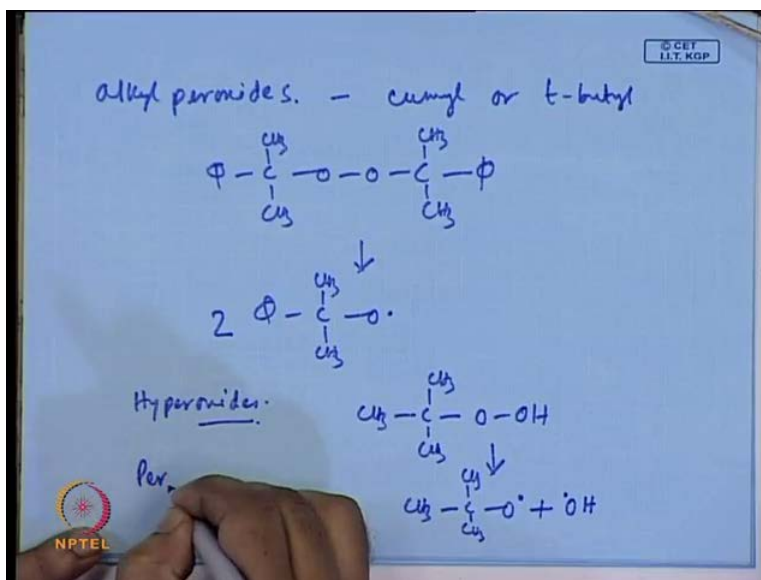 © CET
I.I.T. KGP
alkyl peroxides. - cumyl or t-butyl
CH3 CH3
Φ - C - O - O - C - Φ
CH3 CH3
↓
CH3
2 Φ - C - O •
CH3
Hyperoxides.
CH3
CH3 - C - O - OH
CH3
↓
Per
CH3
CH3 - C - O• + •OH
CH3
NPTEL